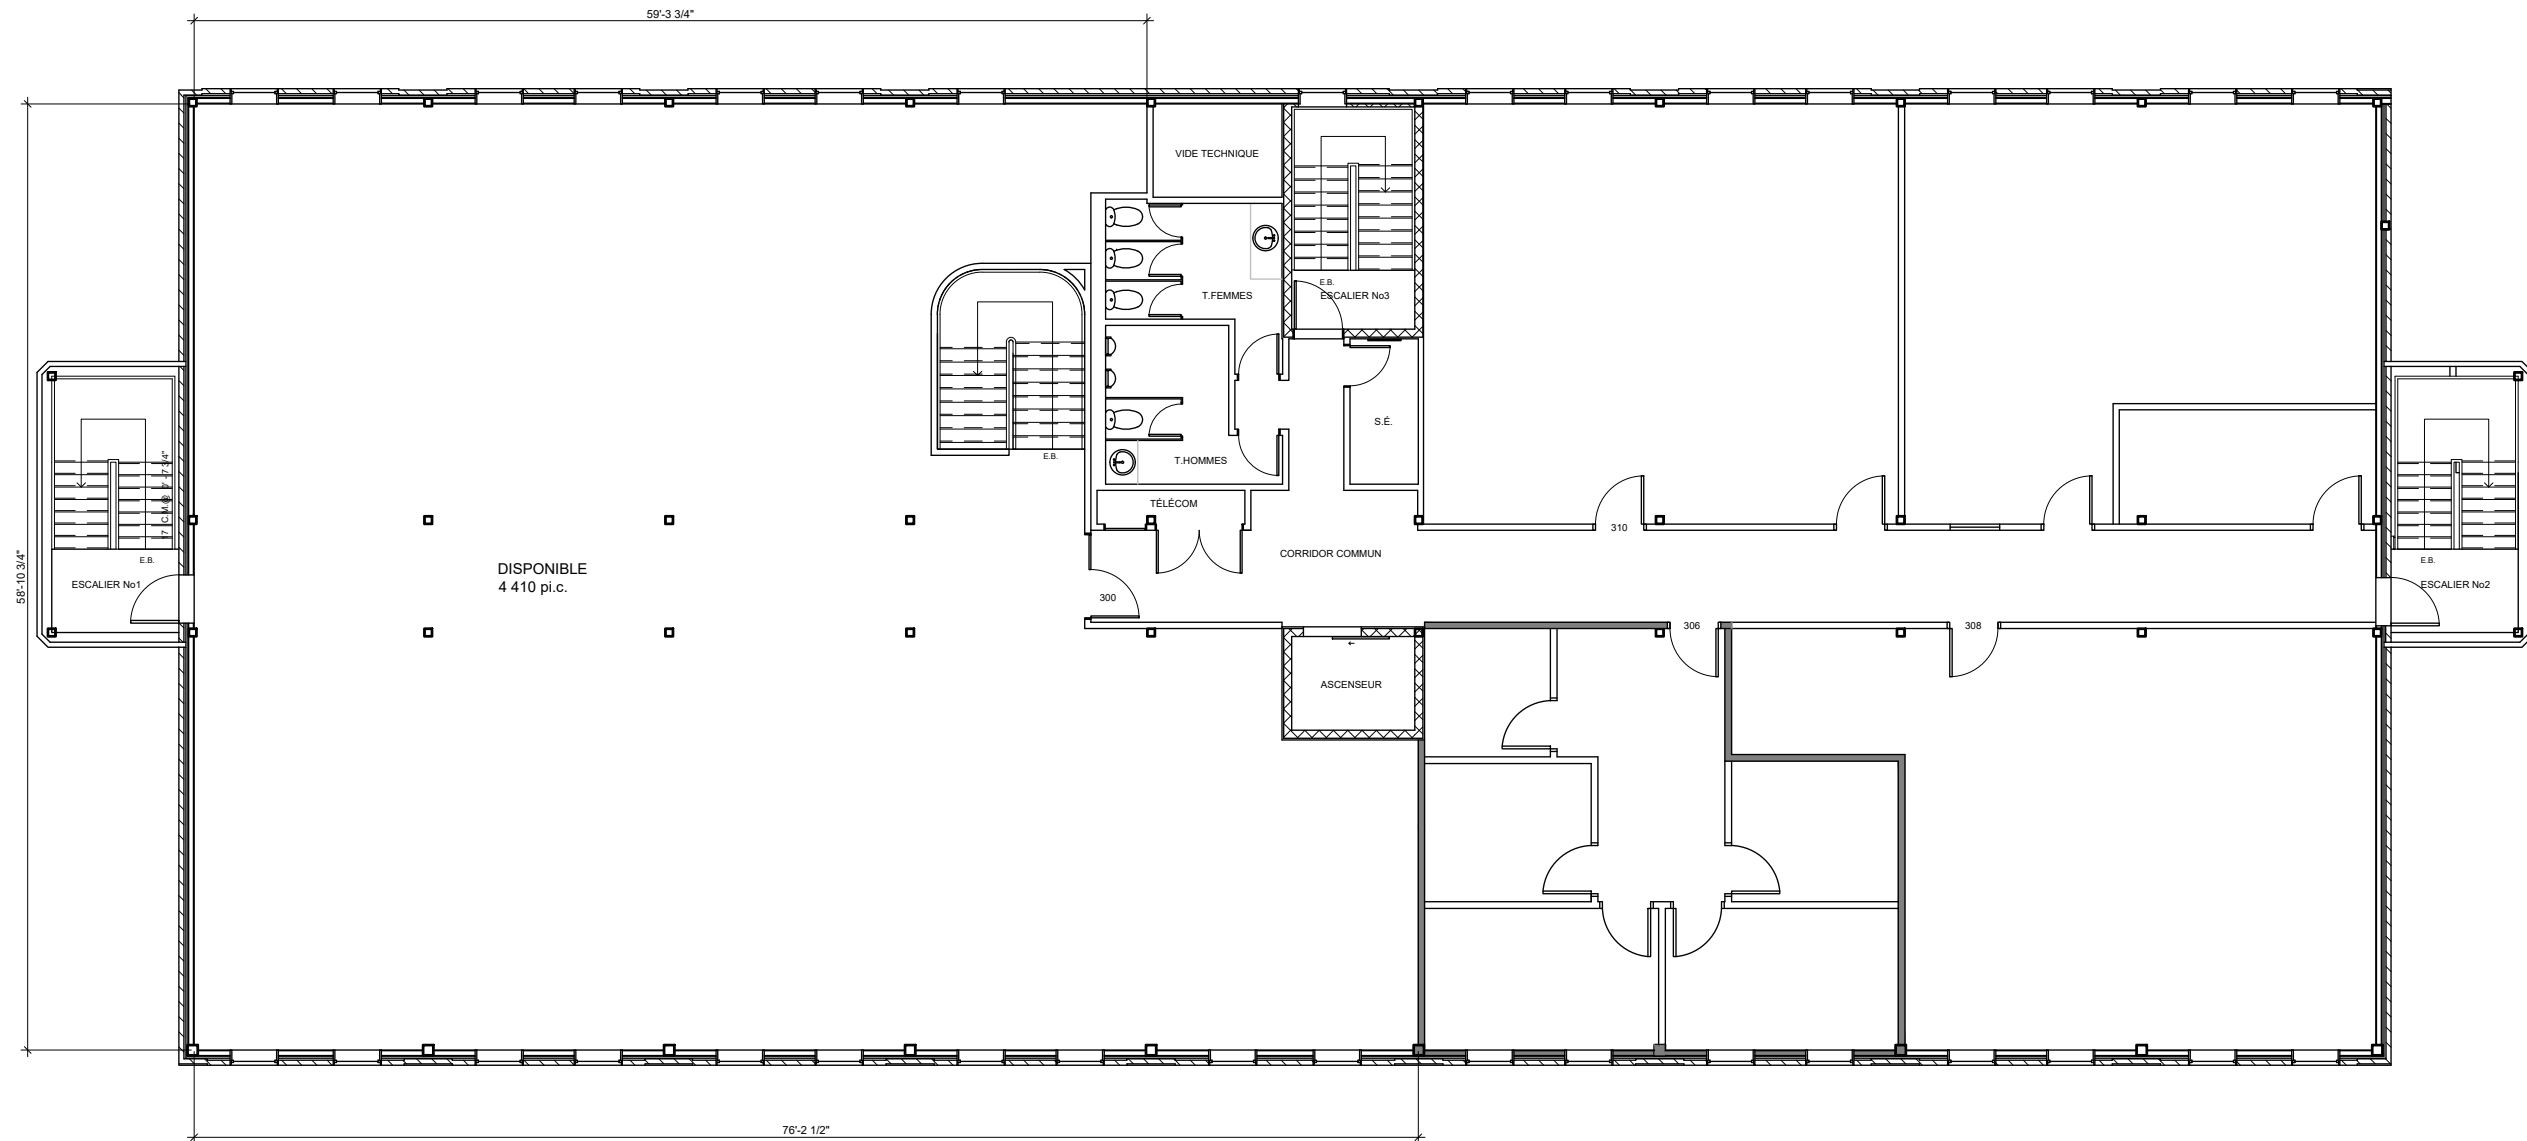 59'-3 3/4"
VIDE TECHNIQUE
T.FEMMES
E.B.
ESCALIER No3
S.É.
T.HOMMES
E.B.
TÉLÉCOM
310
CORRIDOR COMMUN
58'-10 3/4"
E.B.
ESCALIER No1
DISPONIBLE
4 410 pi.c.
300
E.B.
ESCALIER No2
306
308
ASCENSEUR
76'-2 1/2"